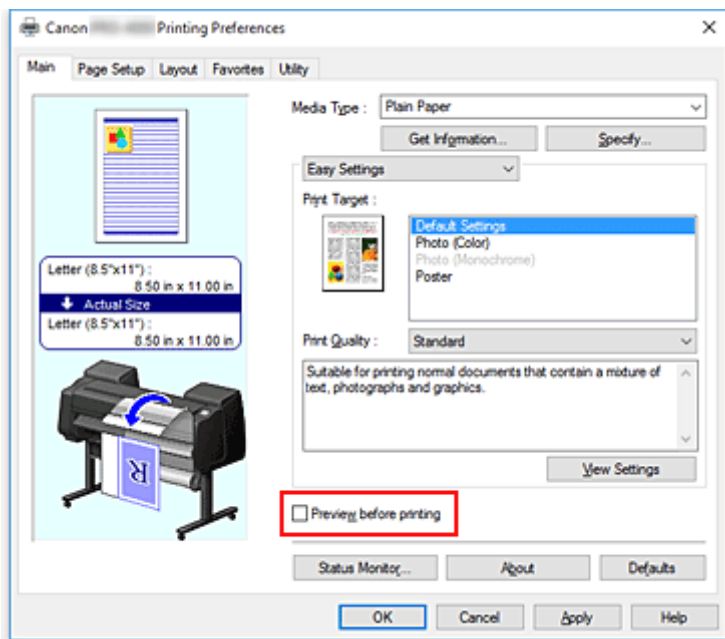 Canon Printing Preferences
Main Page Setup Layout Favorites Utility
Media Type : Plain Paper
Get Information... Specify...
Easy Settings
Print Target :
Default Settings
Photo (Color)
Photo (Monochrome)
Poster
Letter (8.5"x11") :
8.50 in x 11.00 in
Actual Size
Letter (8.5"x11") :
8.50 in x 11.00 in
Print Quality : Standard
Suitable for printing normal documents that contain a mixture of
text, photographs and graphics.
R
View Settings
Preview before printing
Status Monitor... About Defaults
OK Cancel Apply Help